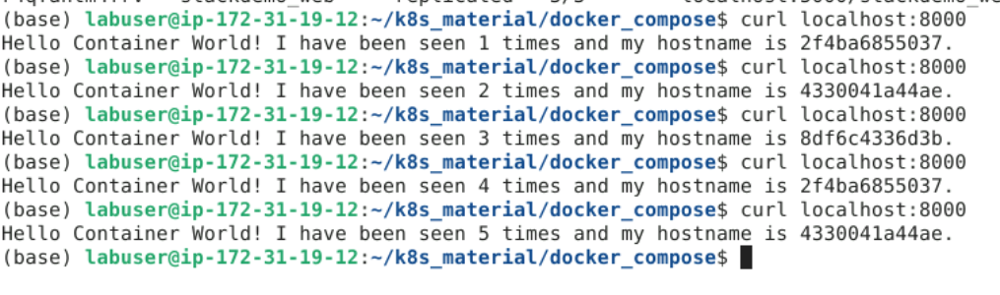 (base) labuser@ip-172-31-19-12:~/k8s_material/docker_compose$ curl localhost:8000
Hello Container World! I have been seen 1 times and my hostname is 2f4ba6855037.
(base) labuser@ip-172-31-19-12:~/k8s_material/docker_compose$ curl localhost:8000
Hello Container World! I have been seen 2 times and my hostname is 4330041a44ae.
(base) labuser@ip-172-31-19-12:~/k8s_material/docker_compose$ curl localhost:8000
Hello Container World! I have been seen 3 times and my hostname is 8df6c4336d3b.
(base) labuser@ip-172-31-19-12:~/k8s_material/docker_compose$ curl localhost:8000
Hello Container World! I have been seen 4 times and my hostname is 2f4ba6855037.
(base) labuser@ip-172-31-19-12:~/k8s_material/docker_compose$ curl localhost:8000
Hello Container World! I have been seen 5 times and my hostname is 4330041a44ae.
(base) labuser@ip-172-31-19-12:~/k8s_material/docker_compose$